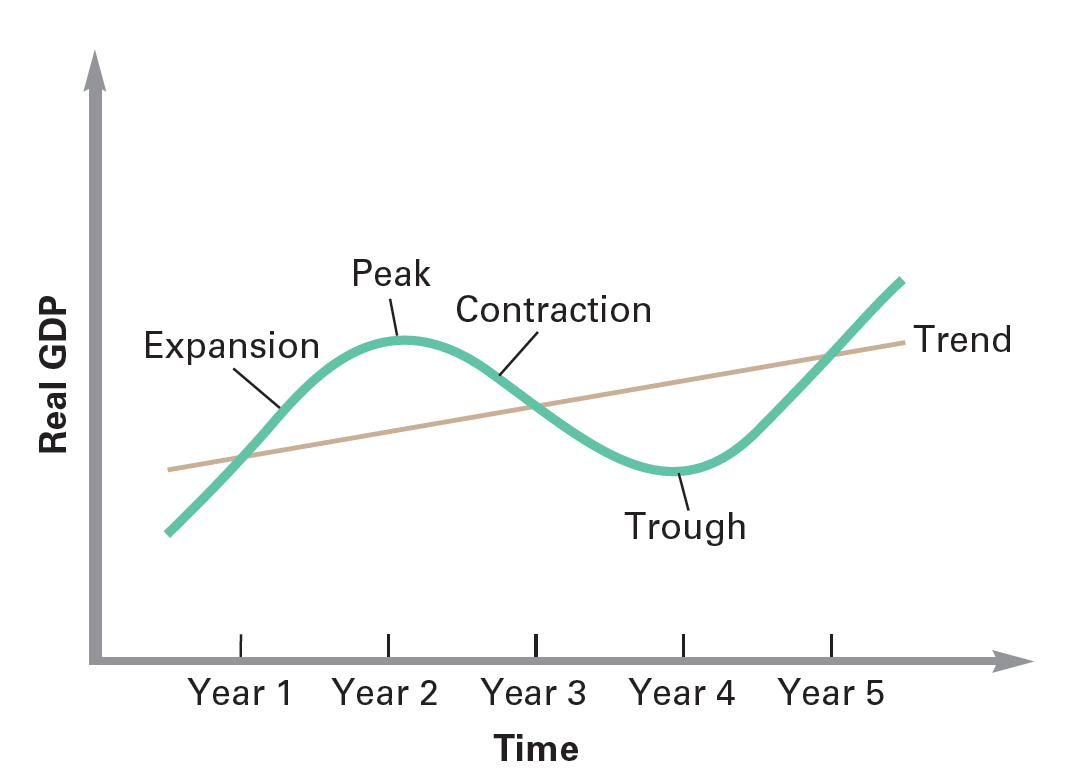 Peak
Contraction
Expansion
Trend
Real GDP
Trough
Year 1 Year 2 Year 3 Year 4 Year 5
Time